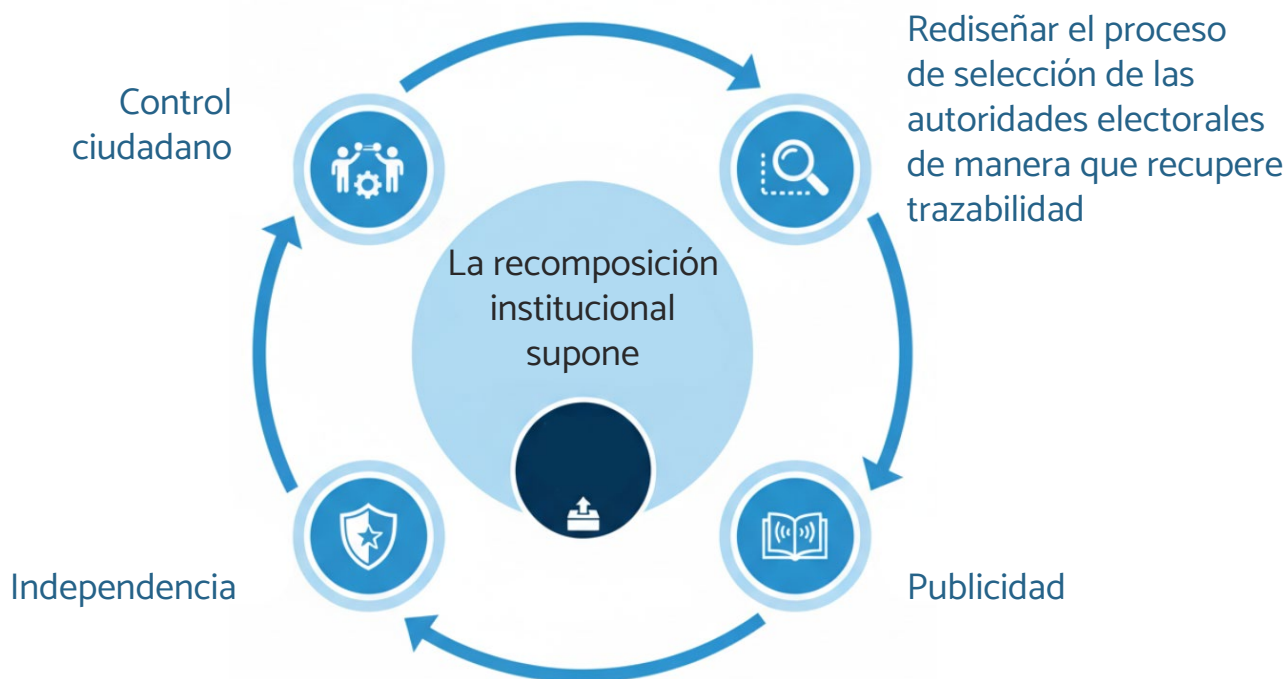 Control
ciudadano
Rediseñar el proceso
de selección de las
autoridades electorales
de manera que recupere
trazabilidad
La recomposición
institucional
supone
Independencia
Publicidad